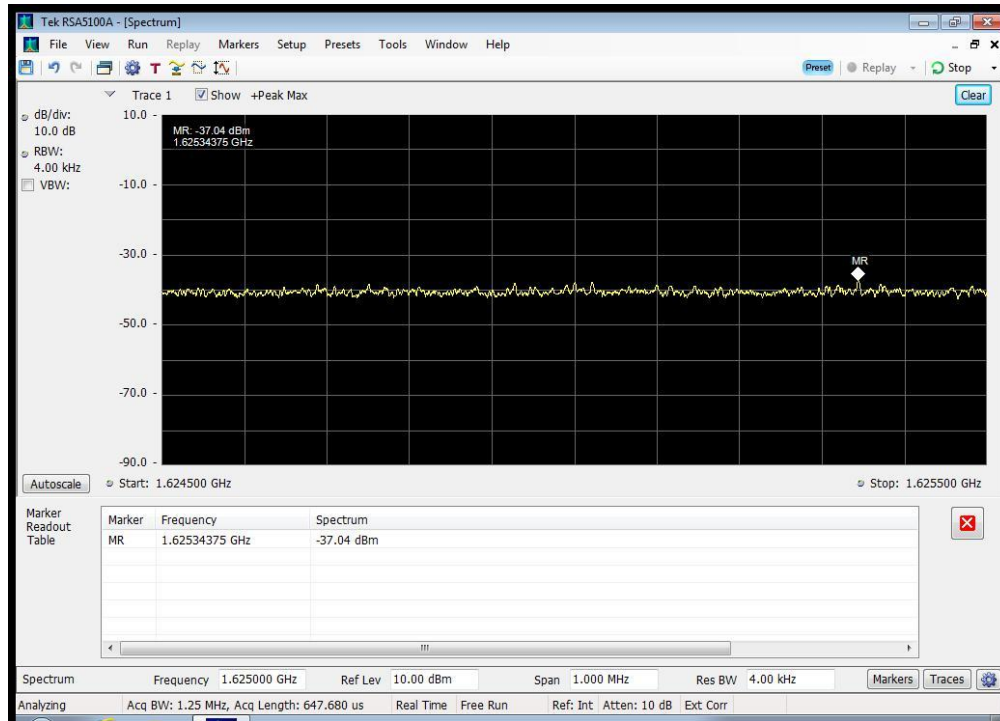 Tek RSA5100A - [Spectrum]
File View Run Replay Markers Setup Presets Tools Window Help
Preset Replay Stop
Trace 1 Show +Peak Max Clear
dB/div:
10.0 dB
RBW:
4.00 kHz
VBW:
10.0
-10.0
-30.0
-50.0
-70.0
-90.0
MR: -37.04 dBm
1.62534375 GHz
MR
Autoscale Start: 1.624500 GHz Stop: 1.625500 GHz
Marker
Readout
Table
Marker Frequency Spectrum
MR 1.62534375 GHz -37.04 dBm
Spectrum Frequency 1.625000 GHz Ref Lev 10.00 dBm Span 1.000 MHz Res BW 4.00 kHz Markers Traces
Analyzing Acq BW: 1.25 MHz, Acq Length: 647.680 us Real Time Free Run Ref: Int Atten: 10 dB Ext Corr